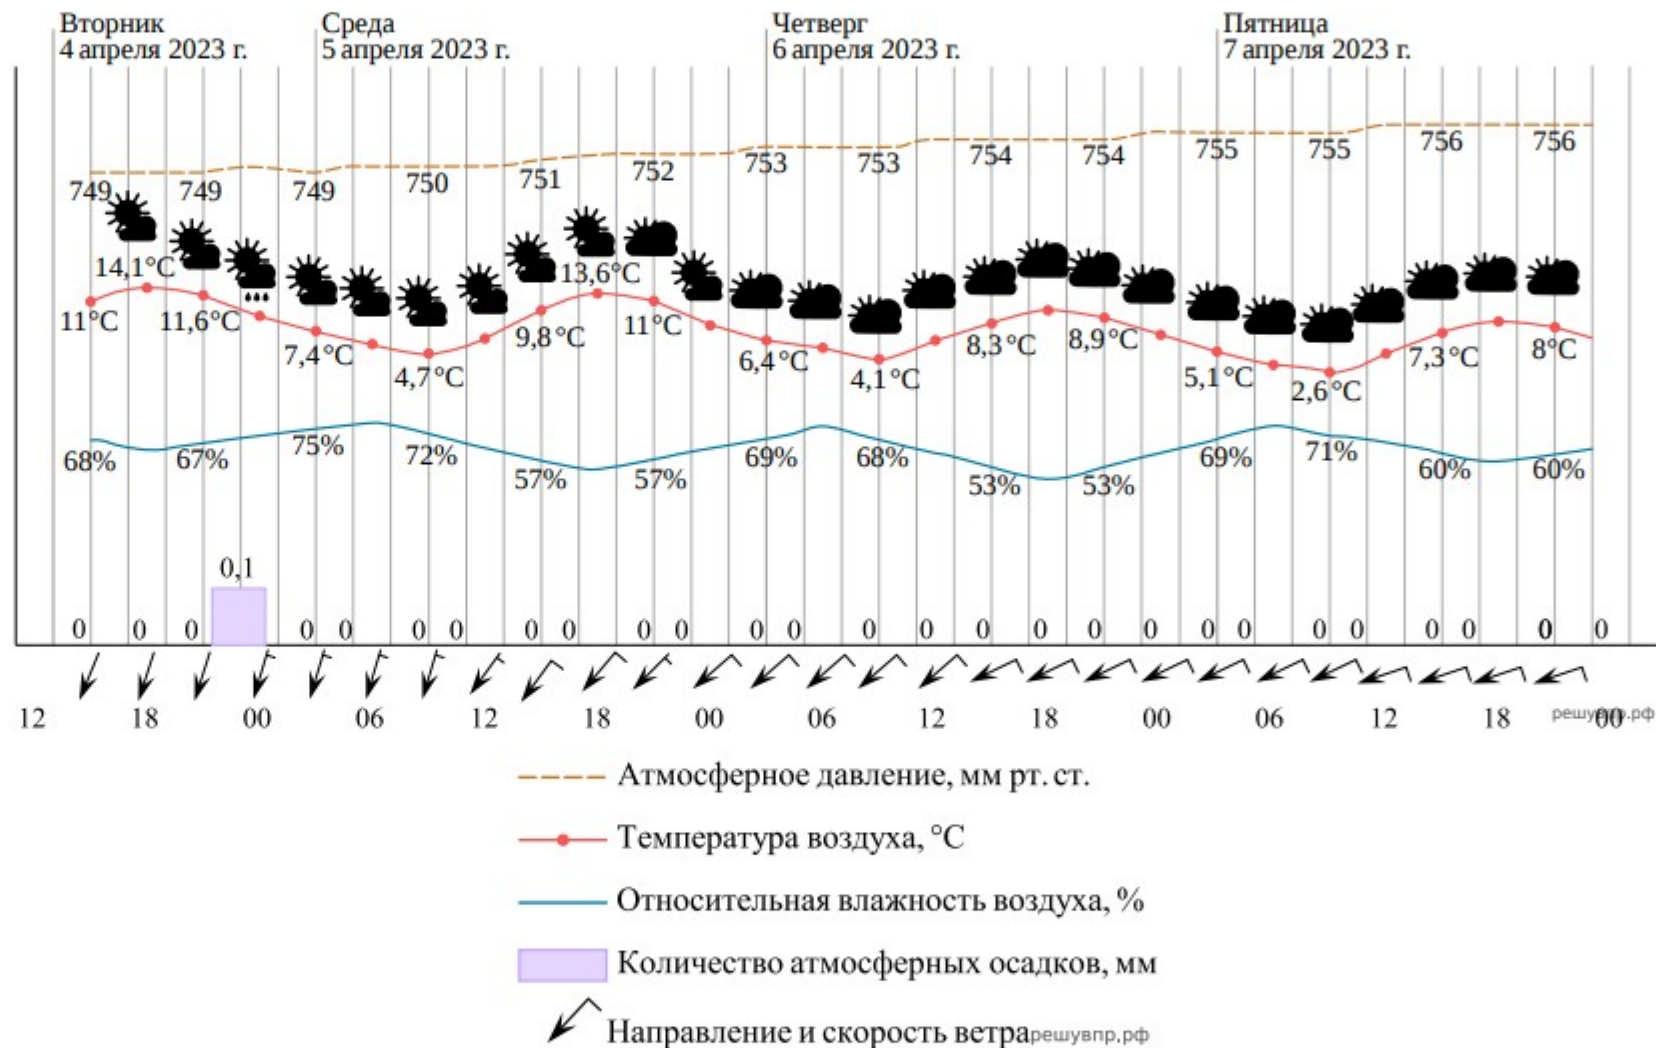 Вторник Среда Четверг Пятница
4 апреля 2023 г. 5 апреля 2023 г. 6 апреля 2023 г. 7 апреля 2023 г.
749 749 749 750 751 752 753 753 754 754 755 755 756 756
14,1°C 13,6°C
11°C 11,6°C 7,4°C 4,7°C 9,8°C 11°C 6,4°C 4,1°C 8,3°C 8,9°C 5,1°C 2,6°C 7,3°C 8°C
68% 67% 75% 72% 57% 57% 69% 68% 53% 53% 69% 71% 60% 60%
0,1
0 0 0 0 0 0 0 0 0 0 0 0 0 0 0 0 0 0 0 0 0 0 0 0 0 0 0
12 18 00 06 12 18 00 06 12 18 00 06 12 18 00
решувпр.рф
Атмосферное давление, мм рт. ст.
Температура воздуха, °C
Относительная влажность воздуха, %
Количество атмосферных осадков, мм
Направление и скорость ветра решувпр.рф